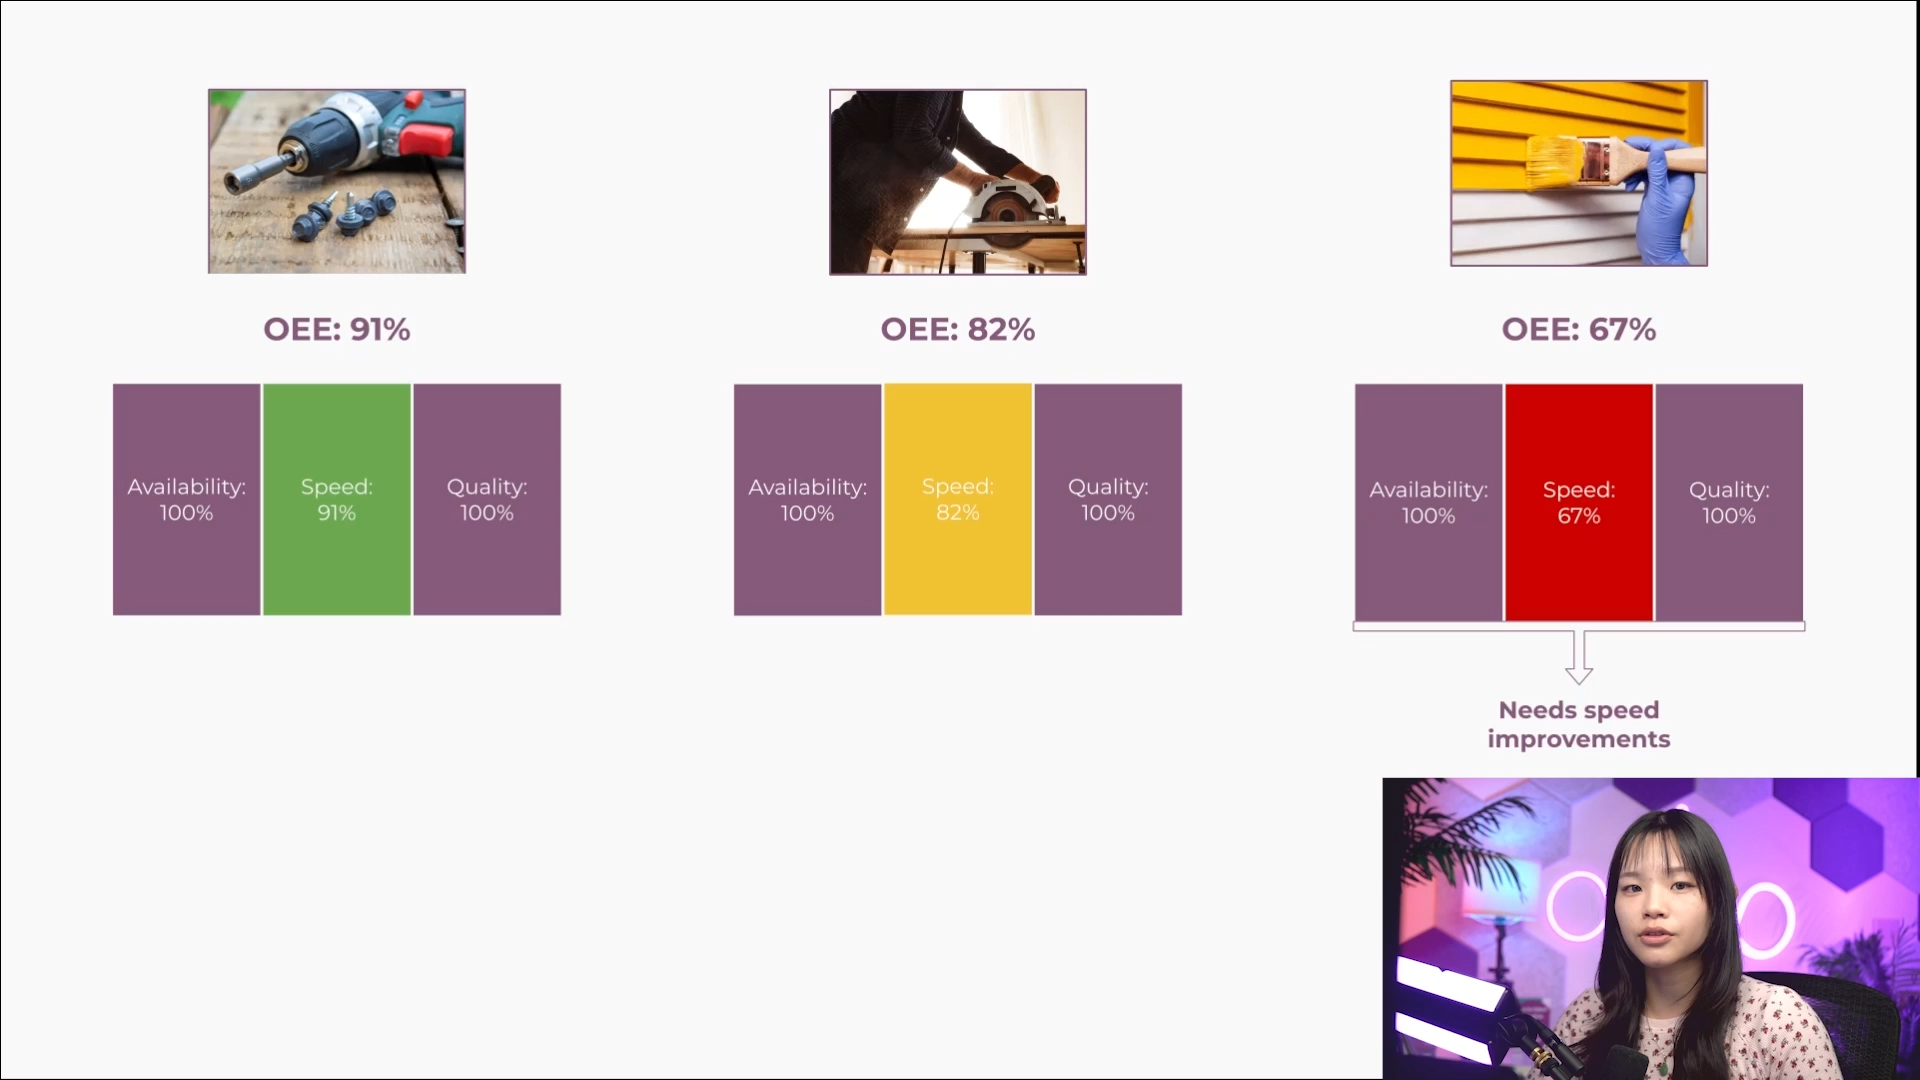 OEE: 91%
Availability:
100%
Speed:
91%
Quality:
100%
OEE: 82%
Availability:
100%
Speed:
82%
Quality:
100%
OEE: 67%
Availability:
100%
Speed:
67%
Quality:
100%
Needs speed
improvements